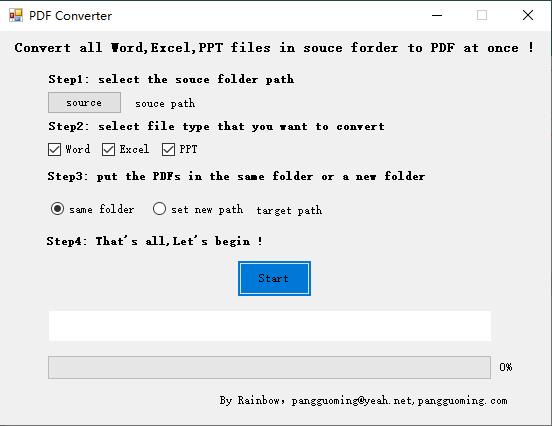 PDF Converter
Convert all Word,Excel,PPT files in souce forder to PDF at once !
Step1: select the souce folder path
source souce path
Step2: select file type that you want to convert
Word Excel PPT
Step3: put the PDFs in the same folder or a new folder
same folder set new path target path
Step4: That's all,Let's begin !
Start
0%
By Rainbow，pangguoming@yeah.net,pangguoming.com